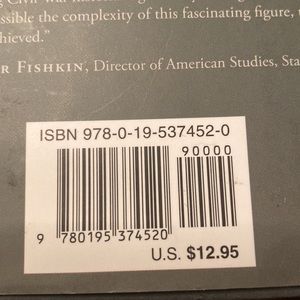 ssible the complexity of this fascinating figure, t
chieved."
R FISHKIN, Director of American Studies, Sta
ISBN 978-0-19-537452-0
90000
9 780195 374520
U.S. $12.95